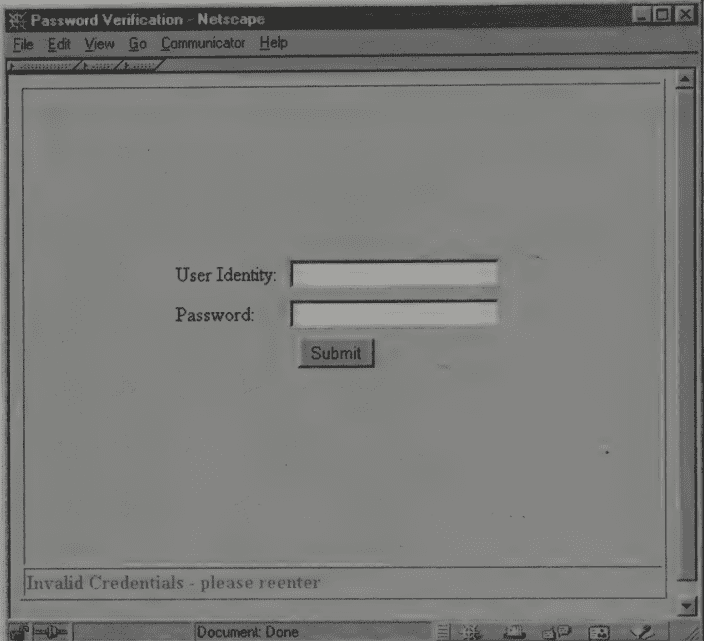 Password Verification - Netscape
File Edit View Go Communicator Help
User Identity:
Password:
Submit
Invalid Credentials - please reenter
Document: Done